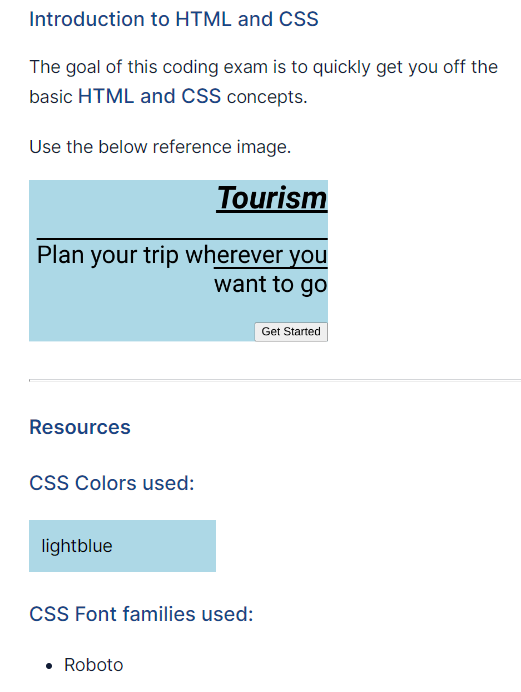 Introduction to HTML and CSS
The goal of this coding exam is to quickly get you off the
basic HTML and CSS concepts.
Use the below reference image.
Tourism
Plan your trip wherever you
want to go
Get Started
Resources
CSS Colors used:
lightblue
CSS Font families used:
• Roboto